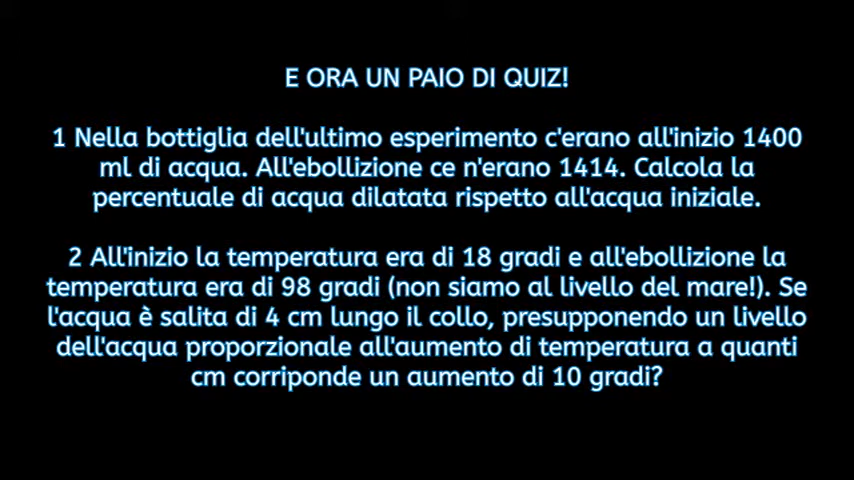 E ORA UN PAIO DI QUIZ!
1 Nella bottiglia dell'ultimo esperimento c'erano all'inizio 1400
ml di acqua. All'ebollizione ce n'erano 1414. Calcola la
percentuale di acqua dilatata rispetto all'acqua iniziale.
2 All'inizio la temperatura era di 18 gradi e all'ebollizione la
temperatura era di 98 gradi (non siamo al livello del mare!). Se
l'acqua è salita di 4 cm lungo il collo, presupponendo un livello
dell'acqua proporzionale all'aumento di temperatura a quanti
cm corriponde un aumento di 10 gradi?